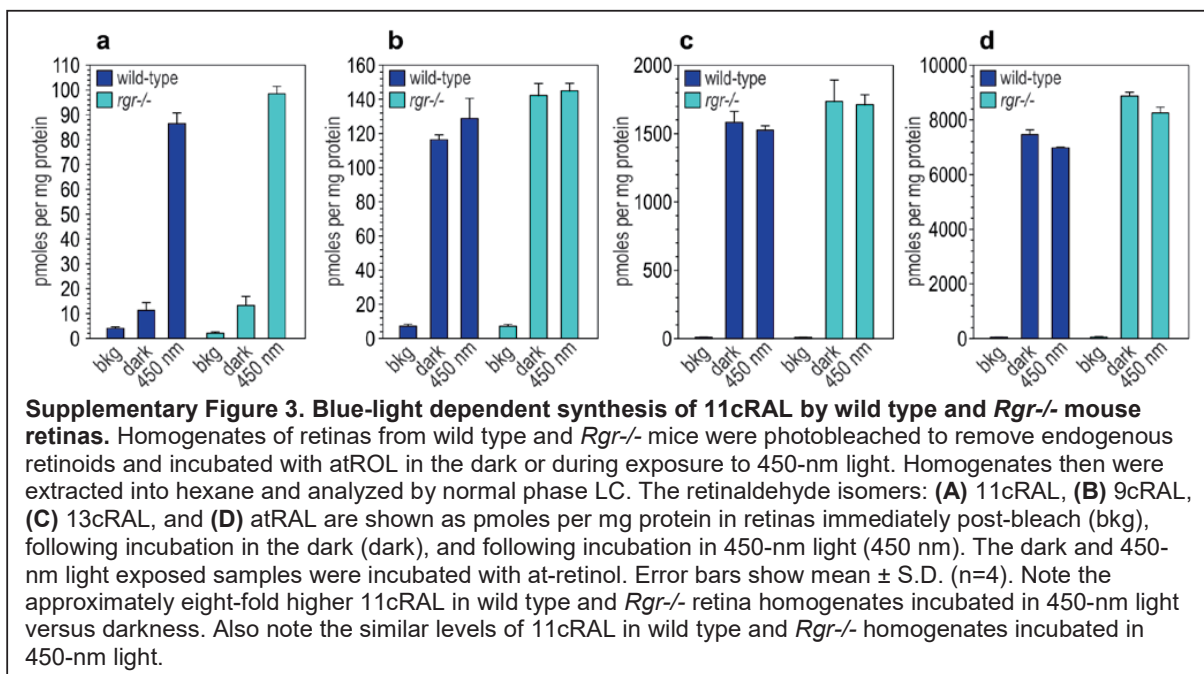 a
b
c
d
110
100
90
80
70
60
50
40
30
20
10
0
pmoles per mg protein
wild-type
rgr-/-
bkg
dark
450 nm
bkg
dark
450 nm
160
140
120
100
80
60
40
20
0
pmoles per mg protein
wild-type
rgr-/-
bkg
dark
450 nm
bkg
dark
450 nm
2000
1500
1000
500
0
pmoles per mg protein
wild-type
rgr-/-
bkg
dark
450 nm
bkg
dark
450 nm
10000
8000
6000
4000
2000
0
pmoles per mg protein
wild-type
rgr-/-
bkg
dark
450 nm
bkg
dark
450 nm
Supplementary Figure 3. Blue-light dependent synthesis of 11cRAL by wild type and Rgr-/- mouse
retinas. Homogenates of retinas from wild type and Rgr-/- mice were photobleached to remove endogenous
retinoids and incubated with atROL in the dark or during exposure to 450-nm light. Homogenates then were
extracted into hexane and analyzed by normal phase LC. The retinaldehyde isomers: (A) 11cRAL, (B) 9cRAL,
(C) 13cRAL, and (D) atRAL are shown as pmoles per mg protein in retinas immediately post-bleach (bkg),
following incubation in the dark (dark), and following incubation in 450-nm light (450 nm). The dark and 450-
nm light exposed samples were incubated with at-retinol. Error bars show mean ± S.D. (n=4). Note the
approximately eight-fold higher 11cRAL in wild type and Rgr-/- retina homogenates incubated in 450-nm light
versus darkness. Also note the similar levels of 11cRAL in wild type and Rgr-/- homogenates incubated in
450-nm light.